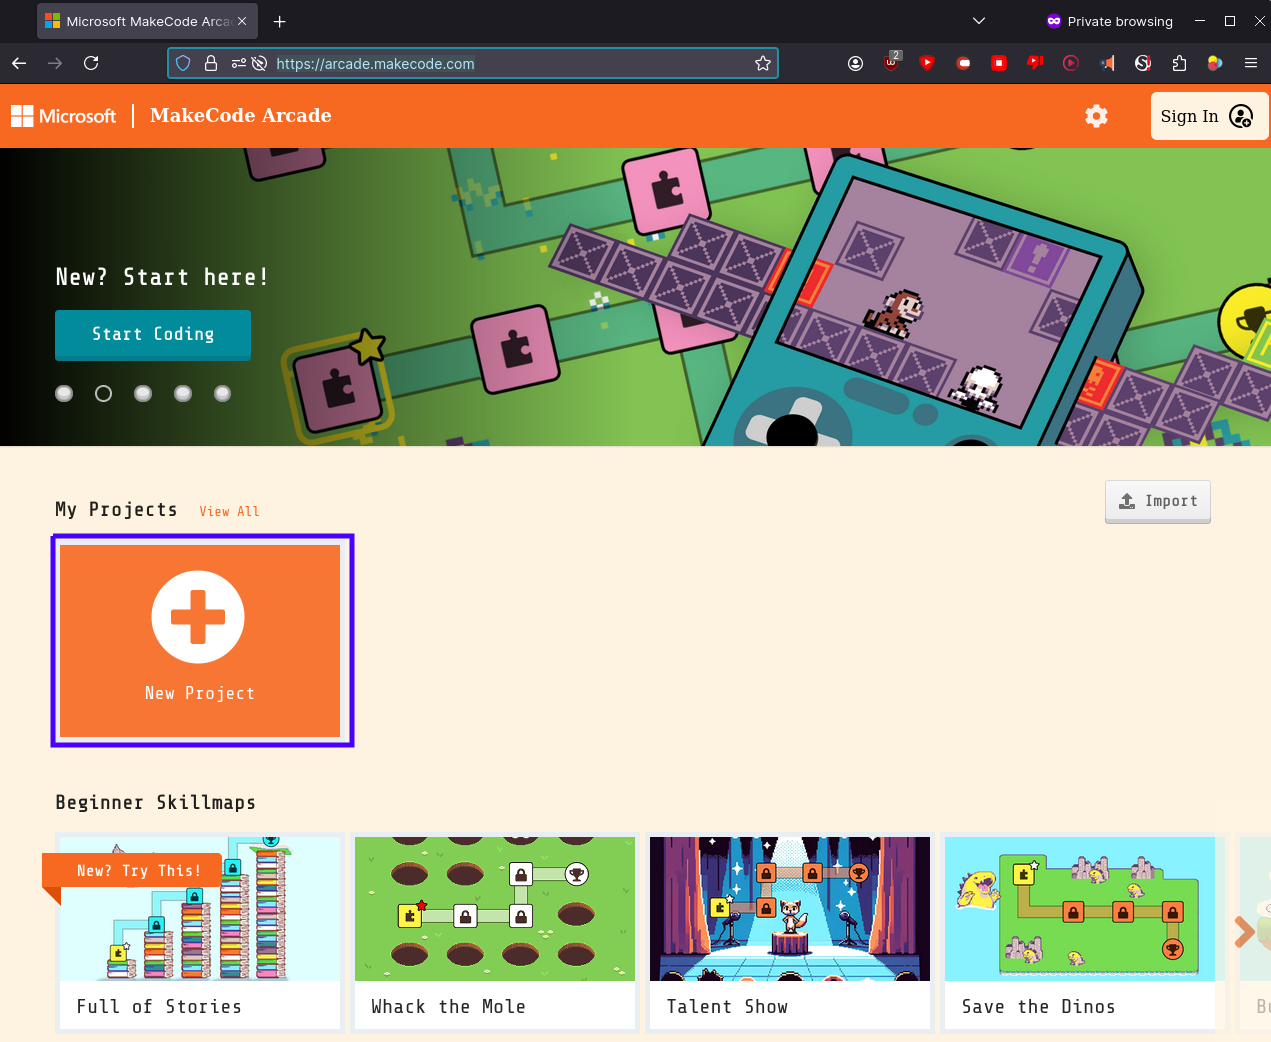 Microsoft MakeCode Arca
Private browsing
https://arcade.makecode.com
2
Microsoft
MakeCode Arcade
Sign In
New? Start here!
Start Coding
My Projects
View All
Import
New Project
Beginner Skillmaps
New? Try This!
Full of Stories
Whack the Mole
Talent Show
Save the Dinos